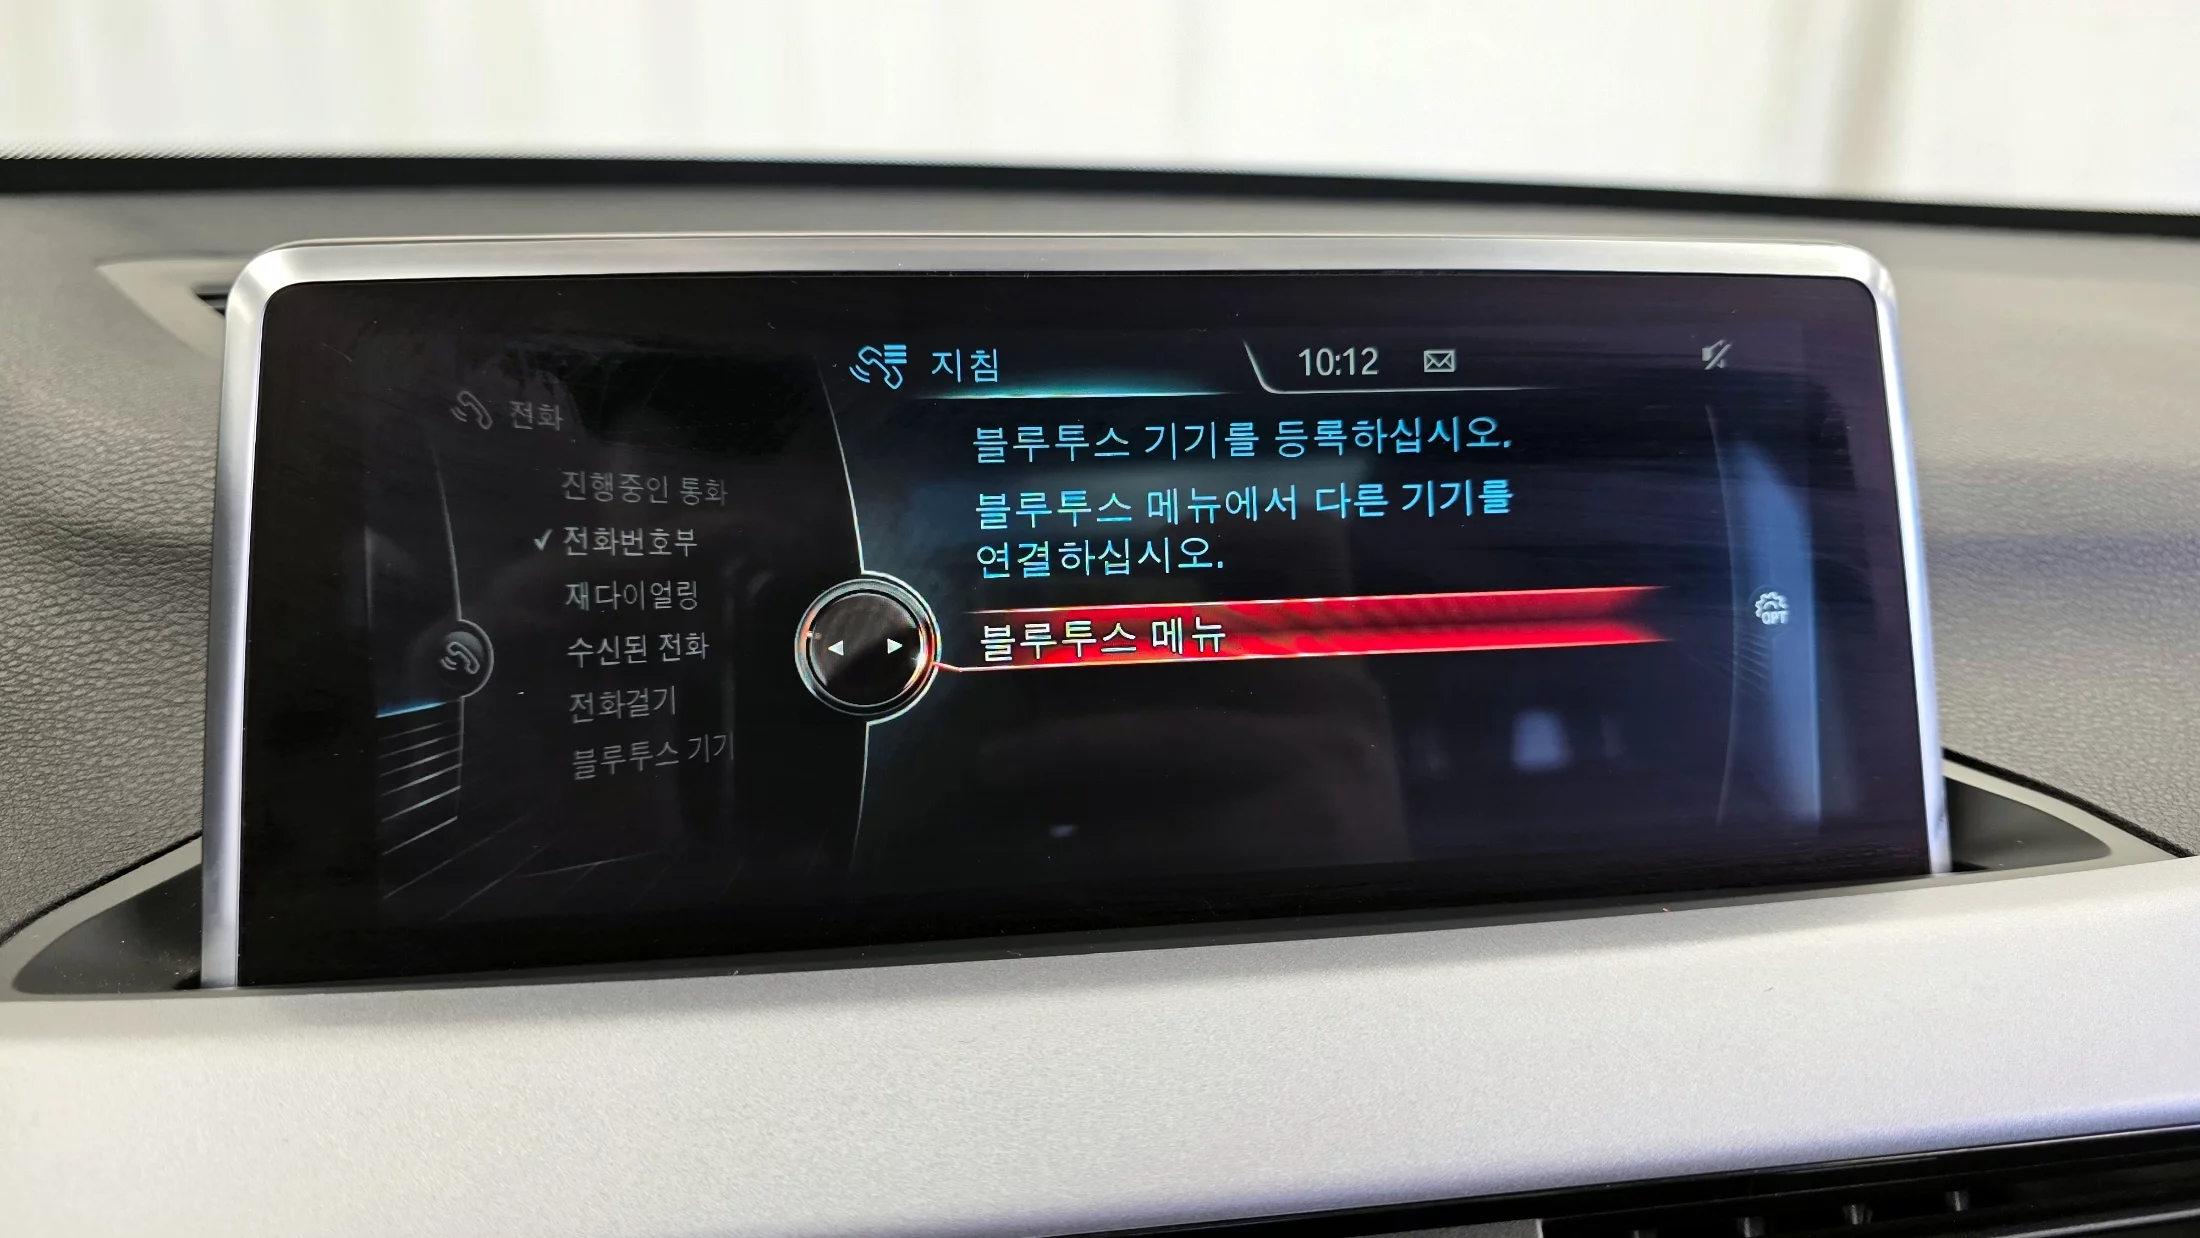 지침
10:12
전화
진행중인 통화
전화번호부
재다이얼링
수신된 전화
전화걸기
블루투스 기기
블루투스 기기를 등록하십시오.
블루투스 메뉴에서 다른 기기를
연결하십시오.
블루투스 메뉴
OPT